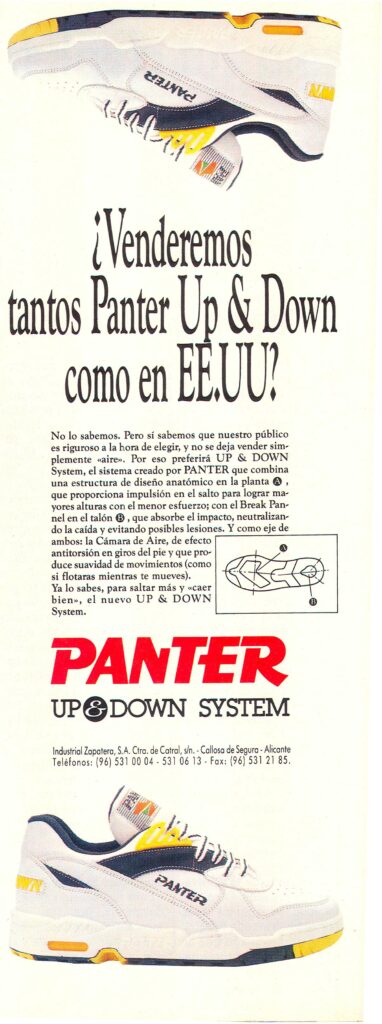 PANTER
¿Venderemos
tantos Panter Up & Down
como en EE.UU?
No lo sabemos. Pero sí sabemos que nuestro público
es riguroso a la hora de elegir, y no se deja vender sim-
plemente «aire». Por eso preferirá UP & DOWN
System, el sistema creado por PANTER que combina
una estructura de diseño anatómico en la planta A ,
que proporciona impulsión en el salto para lograr ma-
yores alturas con el menor esfuerzo; con el Break Pan-
nel en el talón B , que absorbe el impacto, neutralizan-
do la caída y evitando posibles lesiones. Y como eje de
ambos: la Cámara de Aire, de efecto
antitorsión en giros del pie y que pro-
duce suavidad de movimientos (como
si flotaras mientras te mueves).
Ya lo sabes, para saltar más y «caer
bien», el nuevo UP & DOWN
System.
A
B
PANTER
UP & DOWN SYSTEM
Industrial Zapatera, S.A. Ctra. de Catral, s/n. - Callosa de Segura - Alicante
Teléfonos: (96) 531 00 04 - 531 06 13 - Fax: (96) 531 21 85.
PANTER